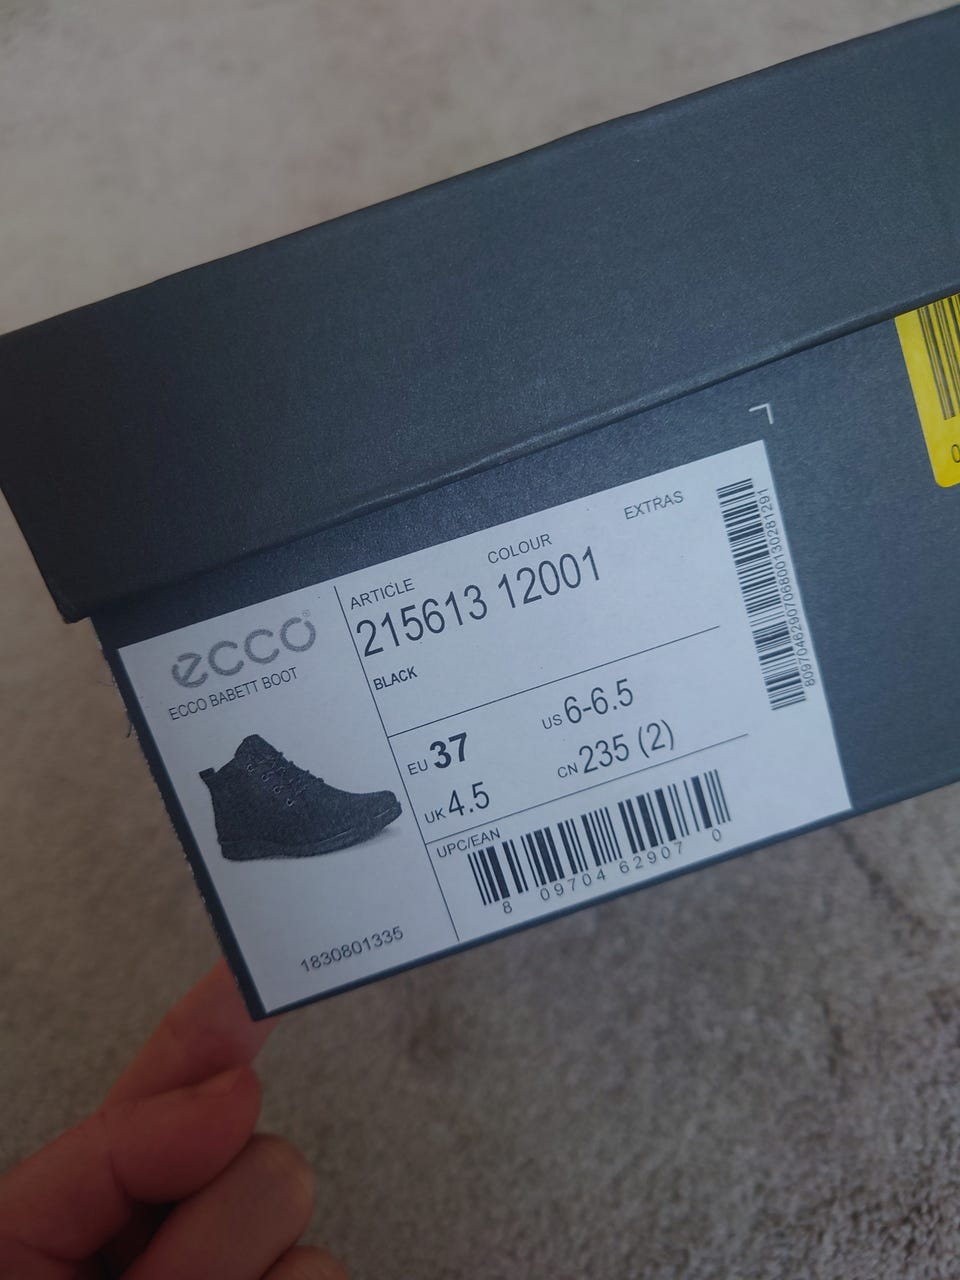 ecco®
ECCO BABETT BOOT
1830801335
ARTICLE COLOUR EXTRAS
215613 12001
BLACK
EU 37 US 6-6.5
UK 4.5 CN 235 (2)
UPC/EAN
8 09704 62907 0
0